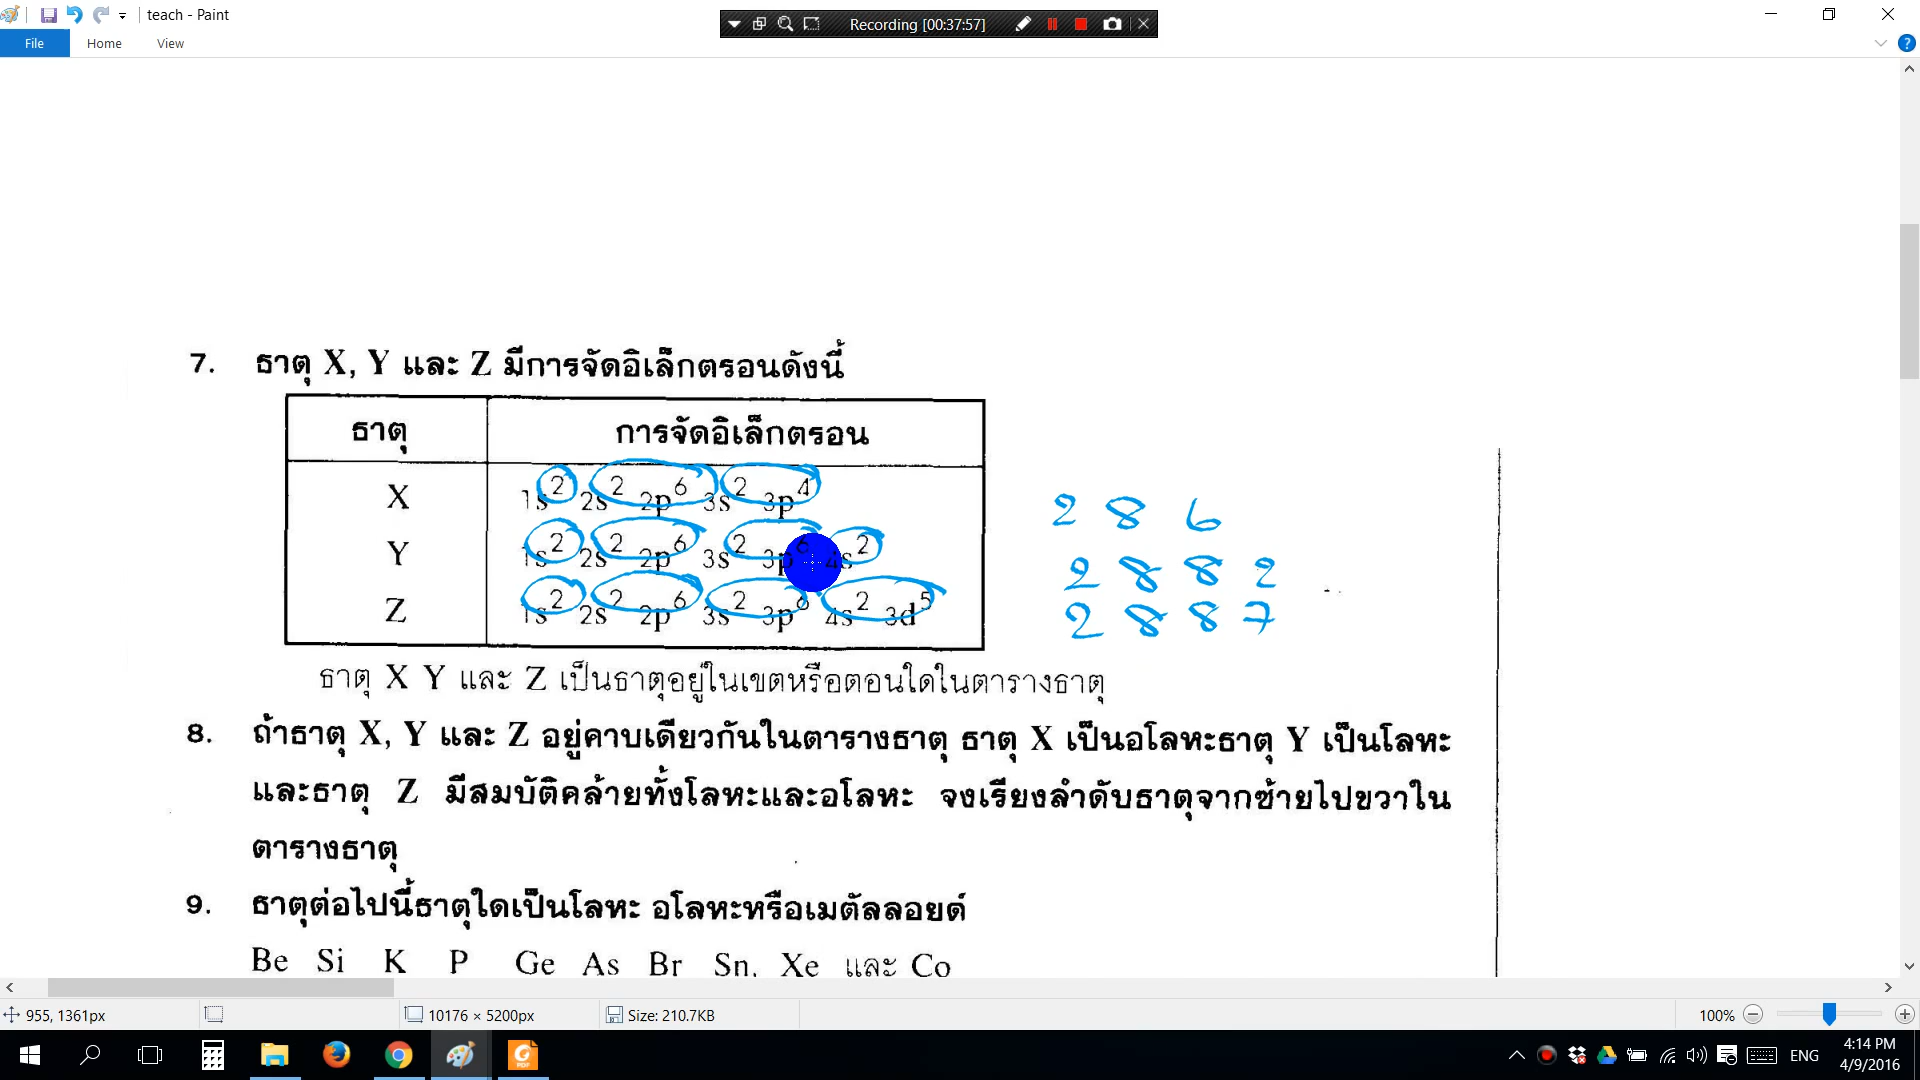 teach - Paint
Recording [00:37:57]
File Home View
7. ธาตุ X, Y และ Z มีการจัดอิเล็กตรอนดังนี้
ธาตุ การจัดอิเล็กตรอน
X 1s² 2s² 2p⁶ 3s² 3p⁴ 2 8 6
Y 1s² 2s² 2p⁶ 3s² 3p⁶ 4s² 2 8 8 2
Z 1s² 2s² 2p⁶ 3s² 3p⁶ 4s² 3d⁵ 2 8 8 7
ธาตุ X Y และ Z เป็นธาตุอยู่ในเขตหรือตอนใดในตารางธาตุ
8. ถ้าธาตุ X, Y และ Z อยู่คาบเดียวกันในตารางธาตุ ธาตุ X เป็นอโลหะธาตุ Y เป็นโลหะ
และธาตุ Z มีสมบัติคล้ายทั้งโลหะและอโลหะ จงเรียงลำดับธาตุจากซ้ายไปขวาใน
ตารางธาตุ
9. ธาตุต่อไปนี้ธาตุใดเป็นโลหะ อโลหะหรือเมตัลลอยด์
Be Si K P Ge As Br Sn, Xe และ Co
955, 1361px 10176 × 5200px Size: 210.7KB 100%
ENG 4:14 PM
4/9/2016